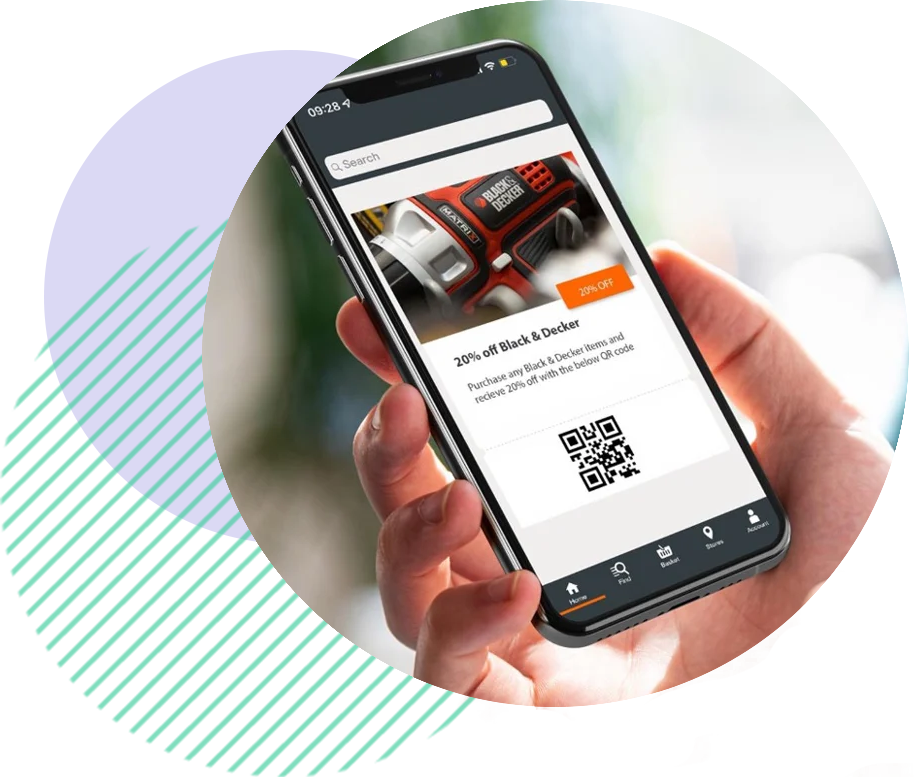 09:28
Search
BLACK&
DECKER
MATRIX
20% OFF
20% off Black & Decker
Purchase any Black & Decker items and
recieve 20% off with the below QR code
Home
Find
Basket
Stores
Account